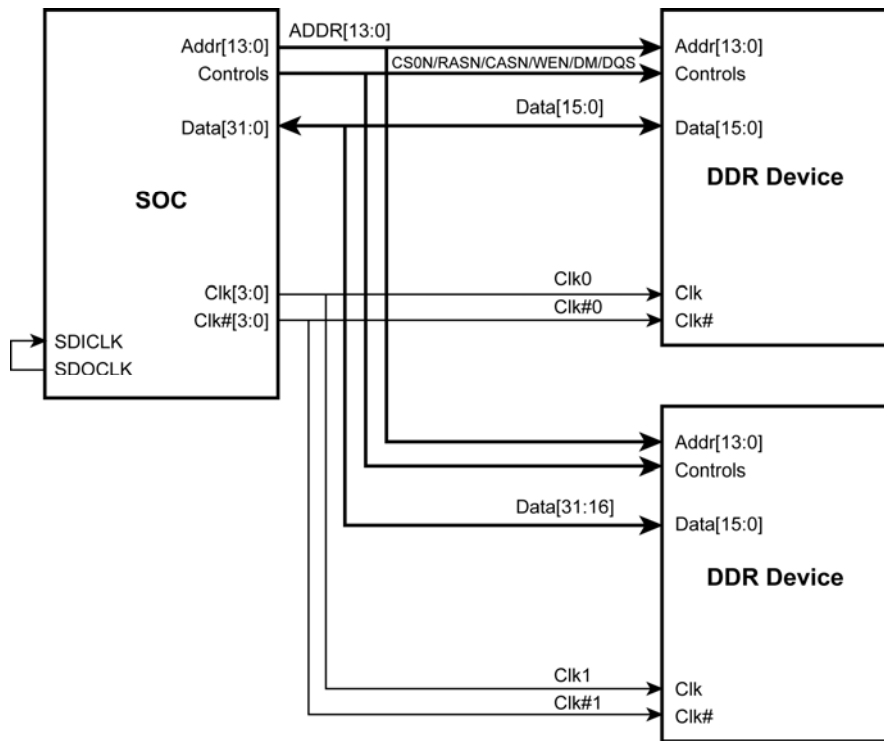 ADDR[13:0]
Addr[13:0]
Addr[13:0]
Controls
CS0N/RASN/CASN/WEN/DM/DQS
Controls
Data[15:0]
Data[31:0]
Data[15:0]
SOC
DDR Device
Clk[3:0]
Clk0
Clk
Clk#[3:0]
Clk#0
Clk#
SDICLK
SDOCLK
Addr[13:0]
Controls
Data[31:16]
Data[15:0]
DDR Device
Clk1
Clk
Clk#1
Clk#